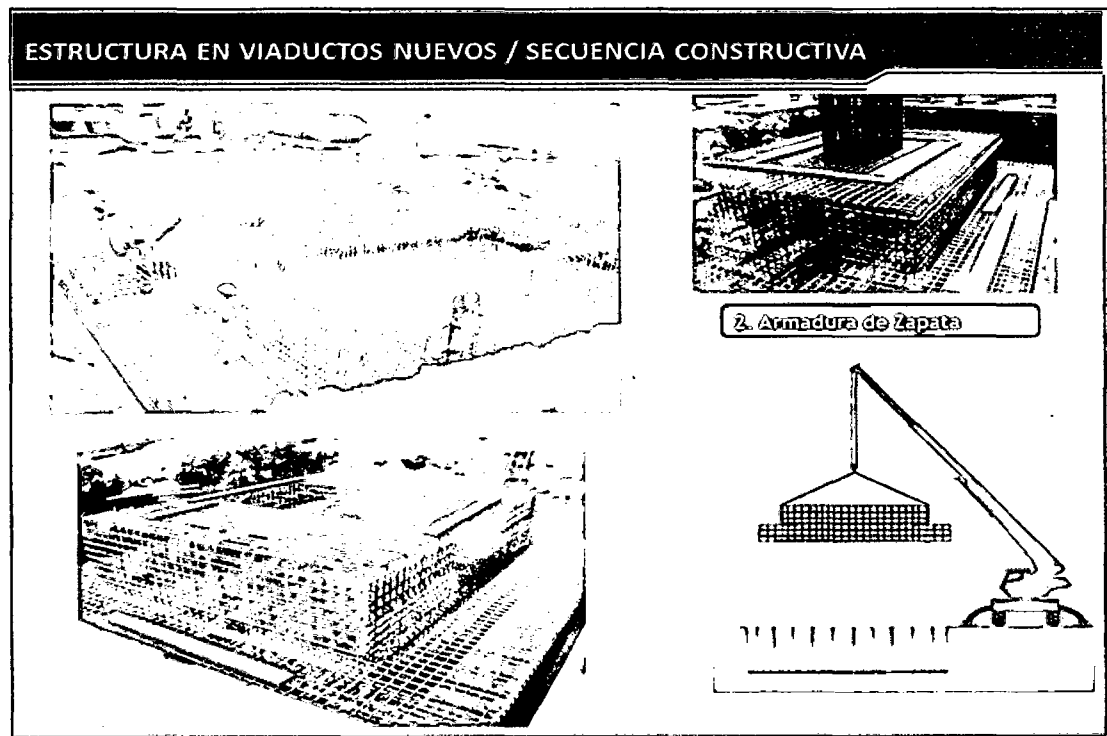 ESTRUCTURA EN VIADUCTOS NUEVOS / SECUENCIA CONSTRUCTIVA
2. Armadura de Zapata